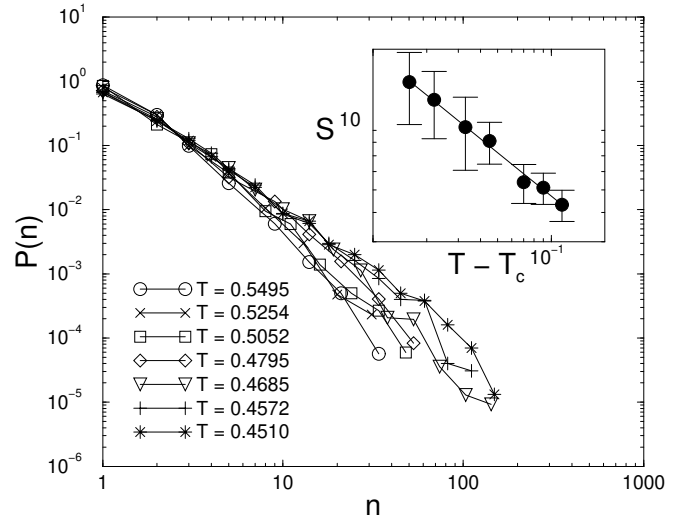 10^1
10^0
10^-1
10^-2
10^-3
10^-4
10^-5
10^-6
P(n)
1
10
100
1000
n
T = 0.5495
T = 0.5254
T = 0.5052
T = 0.4795
T = 0.4685
T = 0.4572
T = 0.4510
S
10
T − T_c
10^-1